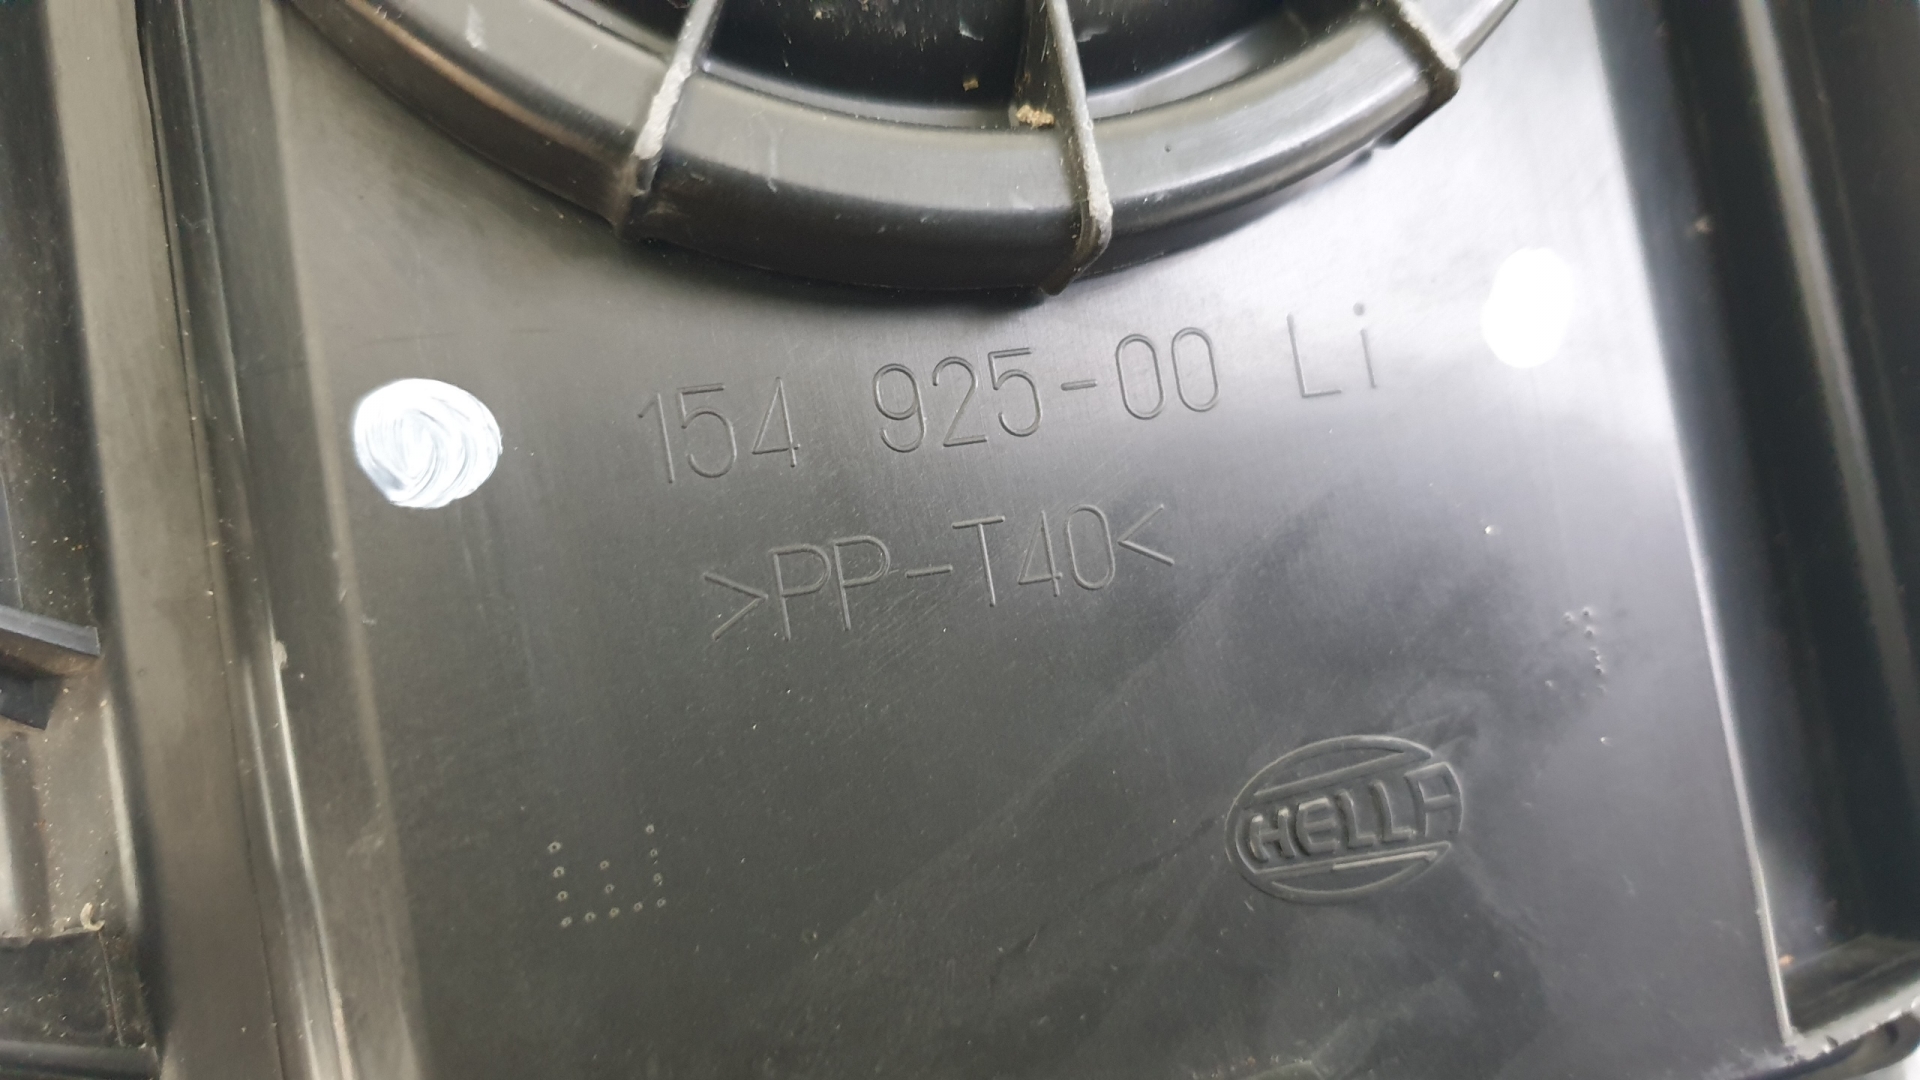 154 925-00 Li
>PP-T40<
HELLA